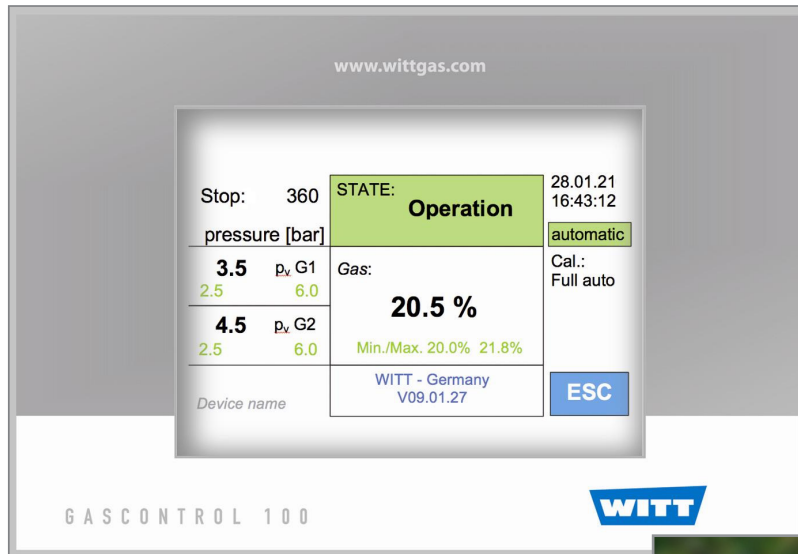 www.wittgas.com
Stop: 360
pressure [bar]
3.5 pv G1
2.5 6.0
4.5 pv G2
2.5 6.0
Device name
STATE:
Operation
Gas:
20.5 %
Min./Max. 20.0% 21.8%
WITT - Germany
V09.01.27
28.01.21
16:43:12
automatic
Cal.:
Full auto
ESC
GASCONTROL 100
WITT